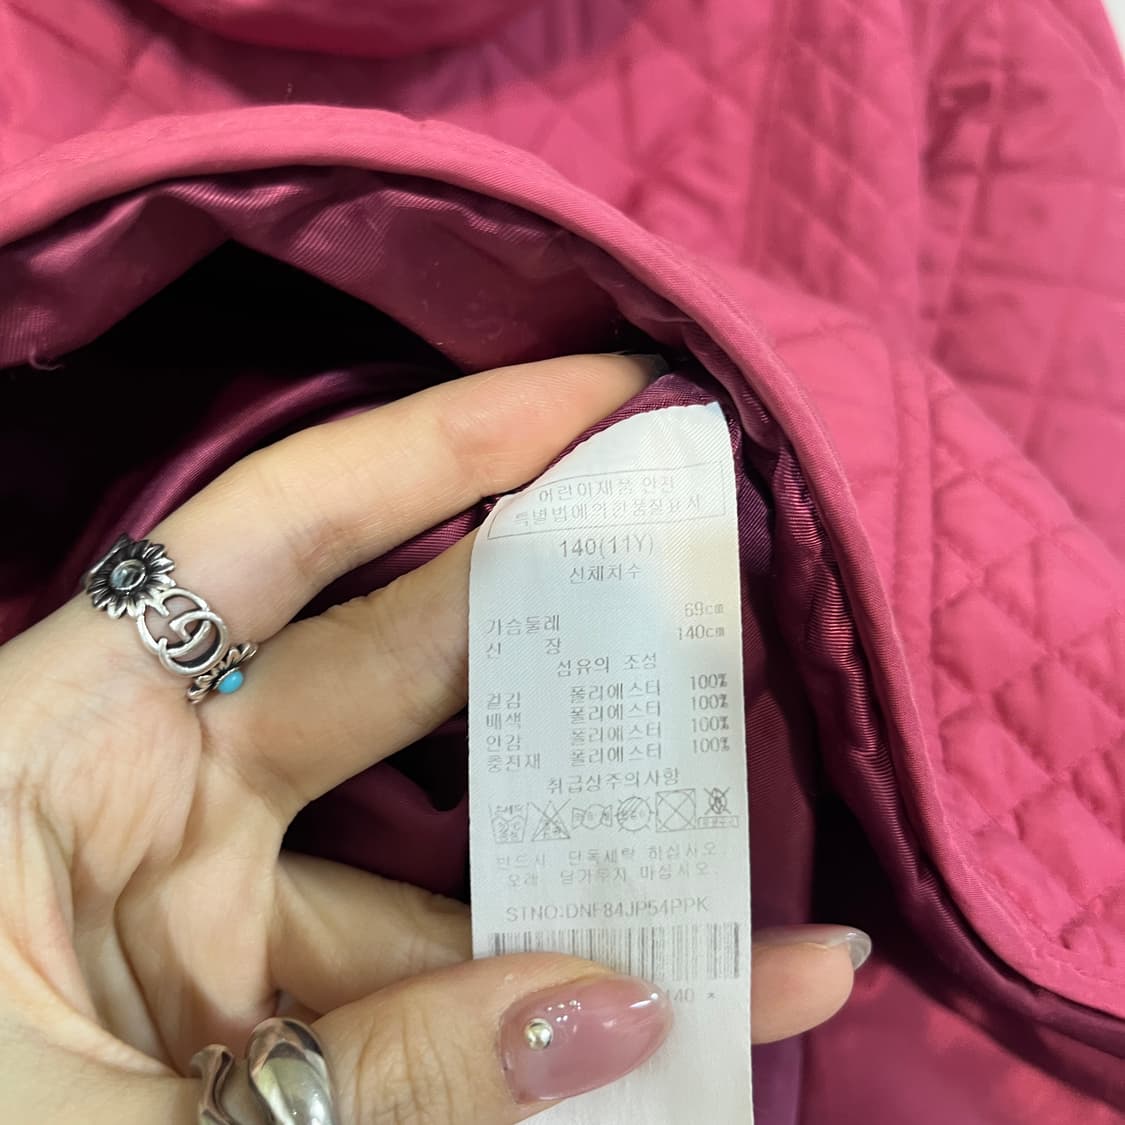 어린이제품 안전
특별법에의한품질표시
140(11Y)
신체치수
가슴둘레 69cm
신 장 140cm
섬유의 조성
겉감 폴리에스터 100%
배색 폴리에스터 100%
안감 폴리에스터 100%
충전재 폴리에스터 100%
취급상주의사항
반드시 단독세탁 하십시오.
오래 담가두지 마십시오.
STNO:DNF84JP54PPK
140 *